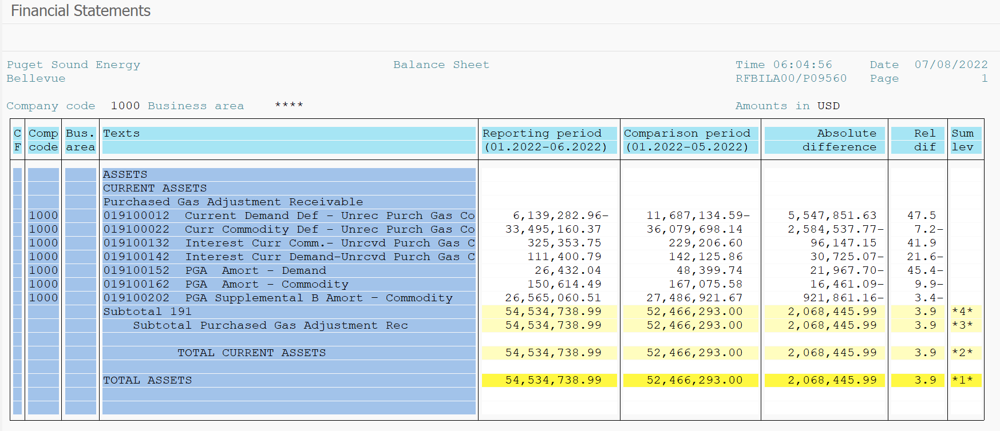 Financial Statements
Puget Sound Energy Balance Sheet Time 06:04:56 Date 07/08/2022
Bellevue RFBILA00/P09560 Page 1
Company code 1000 Business area **** Amounts in USD
C Comp Bus. Texts Reporting period Comparison period Absolute Rel Sum
F code area (01.2022-06.2022) (01.2022-05.2022) difference dif lev
ASSETS
CURRENT ASSETS
Purchased Gas Adjustment Receivable
1000 019100012 Current Demand Def - Unrec Purch Gas Co 6,139,282.96- 11,687,134.59- 5,547,851.63 47.5
1000 019100022 Curr Commodity Def - Unrec Purch Gas Co 33,495,160.37 36,079,698.14 2,584,537.77- 7.2-
1000 019100132 Interest Curr Comm.- Unrcvd Purch Gas C 325,353.75 229,206.60 96,147.15 41.9
1000 019100142 Interest Curr Demand-Unrcvd Purch Gas C 111,400.79 142,125.86 30,725.07- 21.6-
1000 019100152 PGA Amort - Demand 26,432.04 48,399.74 21,967.70- 45.4-
1000 019100162 PGA Amort - Commodity 150,614.49 167,075.58 16,461.09- 9.9-
1000 019100202 PGA Supplemental B Amort - Commodity 26,565,060.51 27,486,921.67 921,861.16- 3.4-
Subtotal 191 54,534,738.99 52,466,293.00 2,068,445.99 3.9 *4*
Subtotal Purchased Gas Adjustment Rec 54,534,738.99 52,466,293.00 2,068,445.99 3.9 *3*
TOTAL CURRENT ASSETS 54,534,738.99 52,466,293.00 2,068,445.99 3.9 *2*
TOTAL ASSETS 54,534,738.99 52,466,293.00 2,068,445.99 3.9 *1*